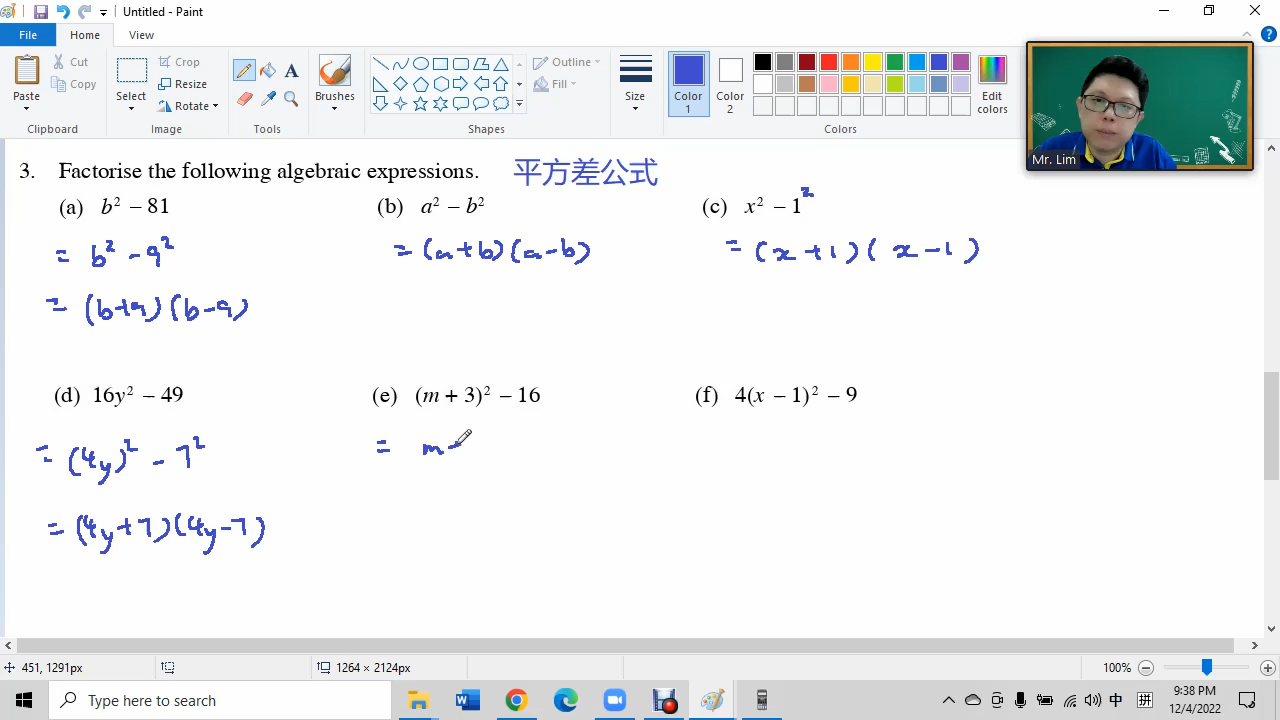 Untitled - Paint
File Home View
Paste Cut Copy Clipboard
Select Crop Resize Rotate Image
Tools
Brushes
Shapes Outline Fill
Size
Color 1 Color 2 Edit colors Colors
Mr. Lim
3. Factorise the following algebraic expressions. 平方差公式
(a) b² − 81 (b) a² − b² (c) x² − 1²
= b² - 9² = (a+b)(a-b) = (x+1)(x-1)
= (b+9)(b-9)
(d) 16y² − 49 (e) (m + 3)² − 16 (f) 4(x − 1)² − 9
= (4y)² - 7² = m
= (4y+7)(4y-7)
451, 1291px 1264 × 2124px 100%
Type here to search 中 拼 9:38 PM
12/4/2022